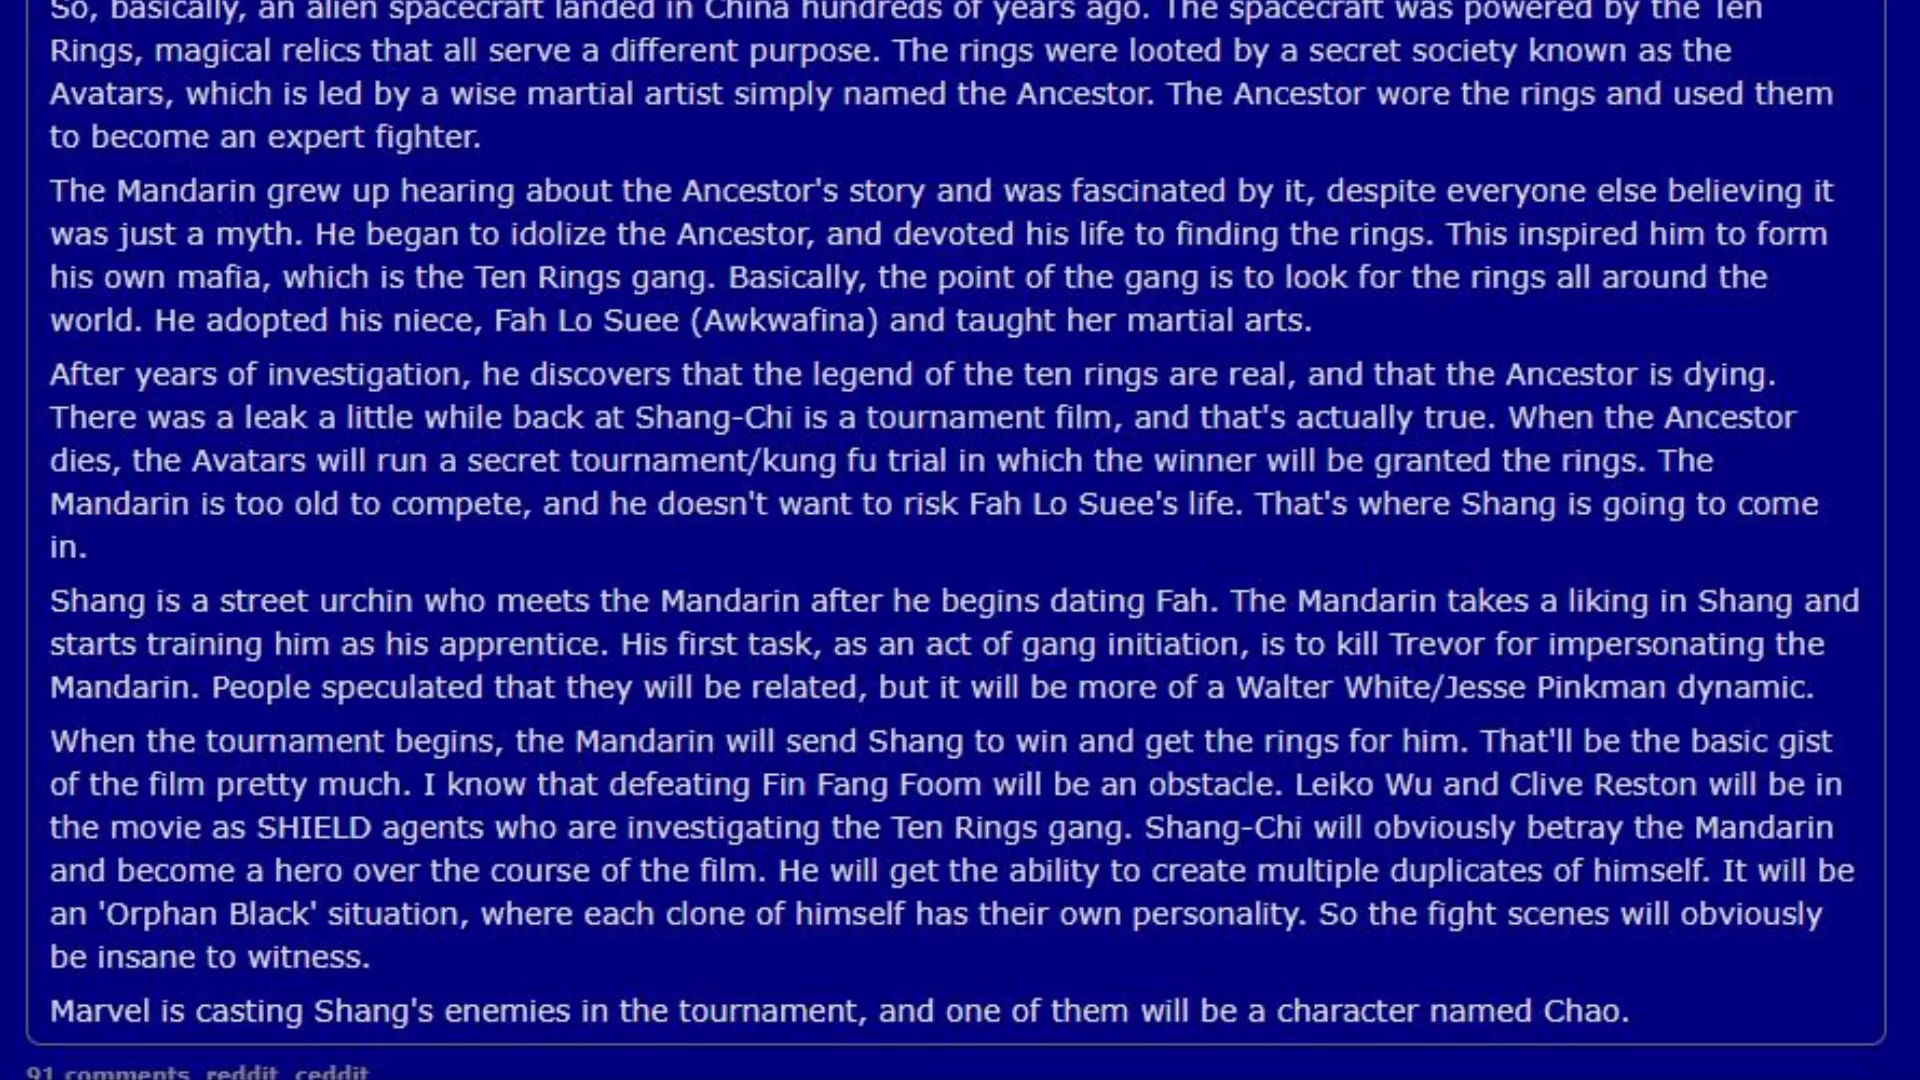 So, basically, an alien spacecraft landed in China hundreds of years ago. The spacecraft was powered by the Ten
Rings, magical relics that all serve a different purpose. The rings were looted by a secret society known as the
Avatars, which is led by a wise martial artist simply named the Ancestor. The Ancestor wore the rings and used them
to become an expert fighter.
The Mandarin grew up hearing about the Ancestor's story and was fascinated by it, despite everyone else believing it
was just a myth. He began to idolize the Ancestor, and devoted his life to finding the rings. This inspired him to form
his own mafia, which is the Ten Rings gang. Basically, the point of the gang is to look for the rings all around the
world. He adopted his niece, Fah Lo Suee (Awkwafina) and taught her martial arts.
After years of investigation, he discovers that the legend of the ten rings are real, and that the Ancestor is dying.
There was a leak a little while back at Shang-Chi is a tournament film, and that's actually true. When the Ancestor
dies, the Avatars will run a secret tournament/kung fu trial in which the winner will be granted the rings. The
Mandarin is too old to compete, and he doesn't want to risk Fah Lo Suee's life. That's where Shang is going to come
in.
Shang is a street urchin who meets the Mandarin after he begins dating Fah. The Mandarin takes a liking in Shang and
starts training him as his apprentice. His first task, as an act of gang initiation, is to kill Trevor for impersonating the
Mandarin. People speculated that they will be related, but it will be more of a Walter White/Jesse Pinkman dynamic.
When the tournament begins, the Mandarin will send Shang to win and get the rings for him. That'll be the basic gist
of the film pretty much. I know that defeating Fin Fang Foom will be an obstacle. Leiko Wu and Clive Reston will be in
the movie as SHIELD agents who are investigating the Ten Rings gang. Shang-Chi will obviously betray the Mandarin
and become a hero over the course of the film. He will get the ability to create multiple duplicates of himself. It will be
an 'Orphan Black' situation, where each clone of himself has their own personality. So the fight scenes will obviously
be insane to witness.
Marvel is casting Shang's enemies in the tournament, and one of them will be a character named Chao.
91 comments reddit ceddit